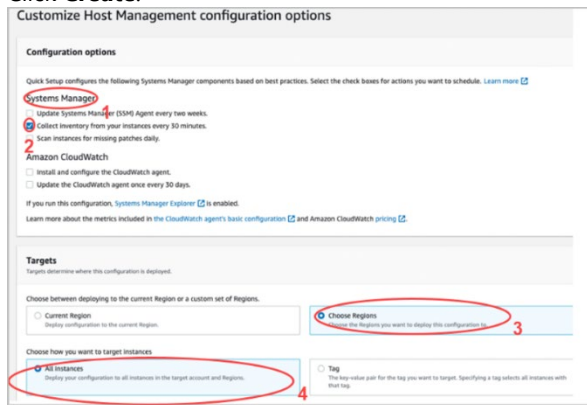 Customize Host Management configuration options
Configuration options
Quick Setup configures the following Systems Manager components based on best practices. Select the check boxes for actions you want to schedule. Learn more
Systems Manager
1
Update Systems Manager (SSM) Agent every two weeks.
Collect inventory from your instances every 30 minutes.
2
Scan instances for missing patches daily.
Amazon CloudWatch
Install and configure the CloudWatch agent.
Update the CloudWatch agent once every 30 days.
If you run this configuration, Systems Manager Explorer is enabled.
Learn more about the metrics included in the CloudWatch agent's basic configuration and Amazon CloudWatch pricing.
Targets
Targets determine where this configuration is deployed.
Choose between deploying to the current Region or a custom set of Regions.
Current Region
Deploy configuration to the current Region.
Choose Regions
Choose the Regions you want to deploy this configuration to.
3
Choose how you want to target instances
All instances
Deploy your configuration to all instances in the target account and Regions.
4
Tag
The key-value pair for the tag you want to target. Specifying a tag selects all instances with
that tag.